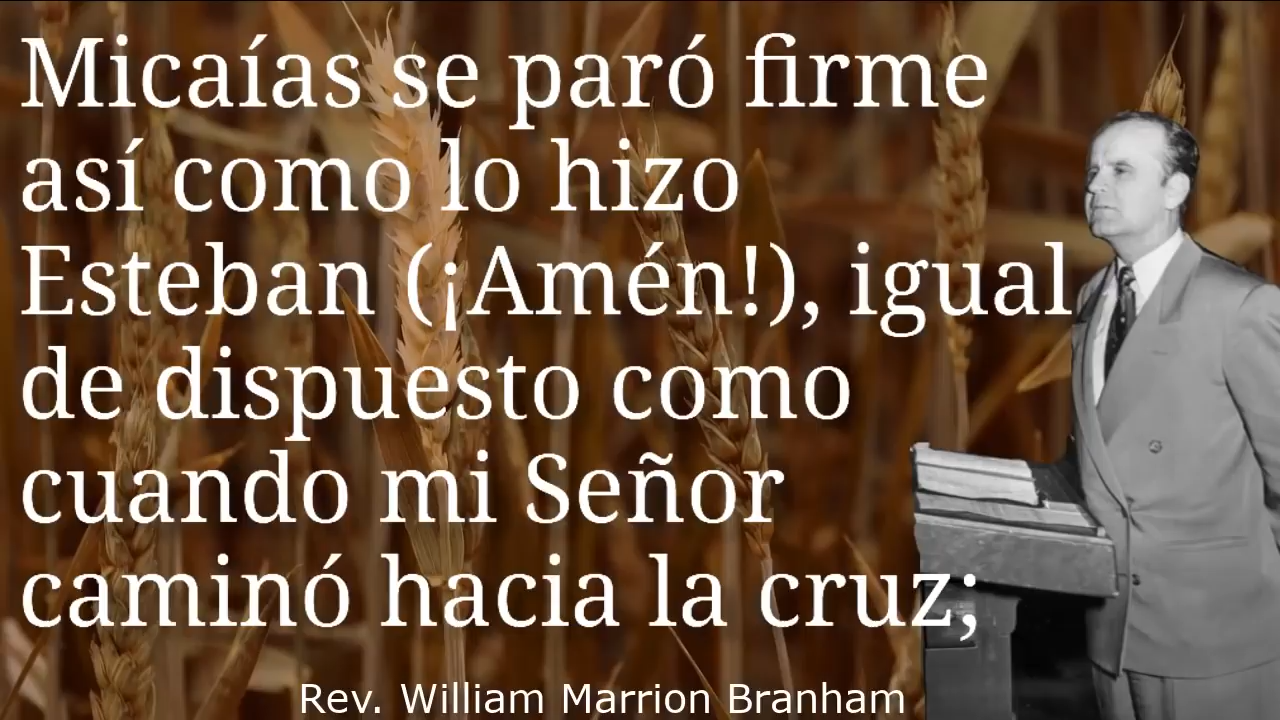 Micaías se paró firme
así como lo hizo
Esteban (¡Amén!), igual
de dispuesto como
cuando mi Señor
caminó hacia la cruz;
Rev. William Marrion Branham